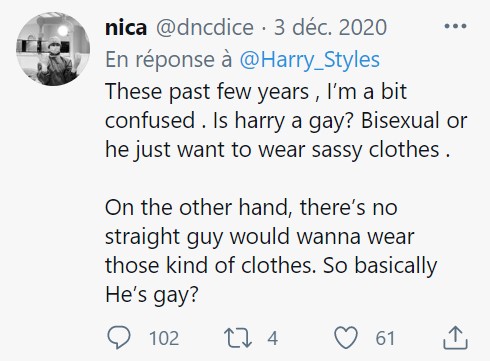 nica @dncdice · 3 déc. 2020
En réponse à @Harry_Styles
These past few years , I'm a bit
confused . Is harry a gay? Bisexual or
he just want to wear sassy clothes .
On the other hand, there's no
straight guy would wanna wear
those kind of clothes. So basically
He's gay?
102 4 61